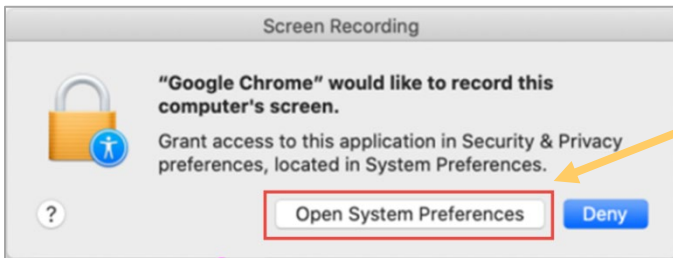 Screen Recording
“Google Chrome” would like to record this
computer's screen.
Grant access to this application in Security & Privacy
preferences, located in System Preferences.
?
Open System Preferences
Deny